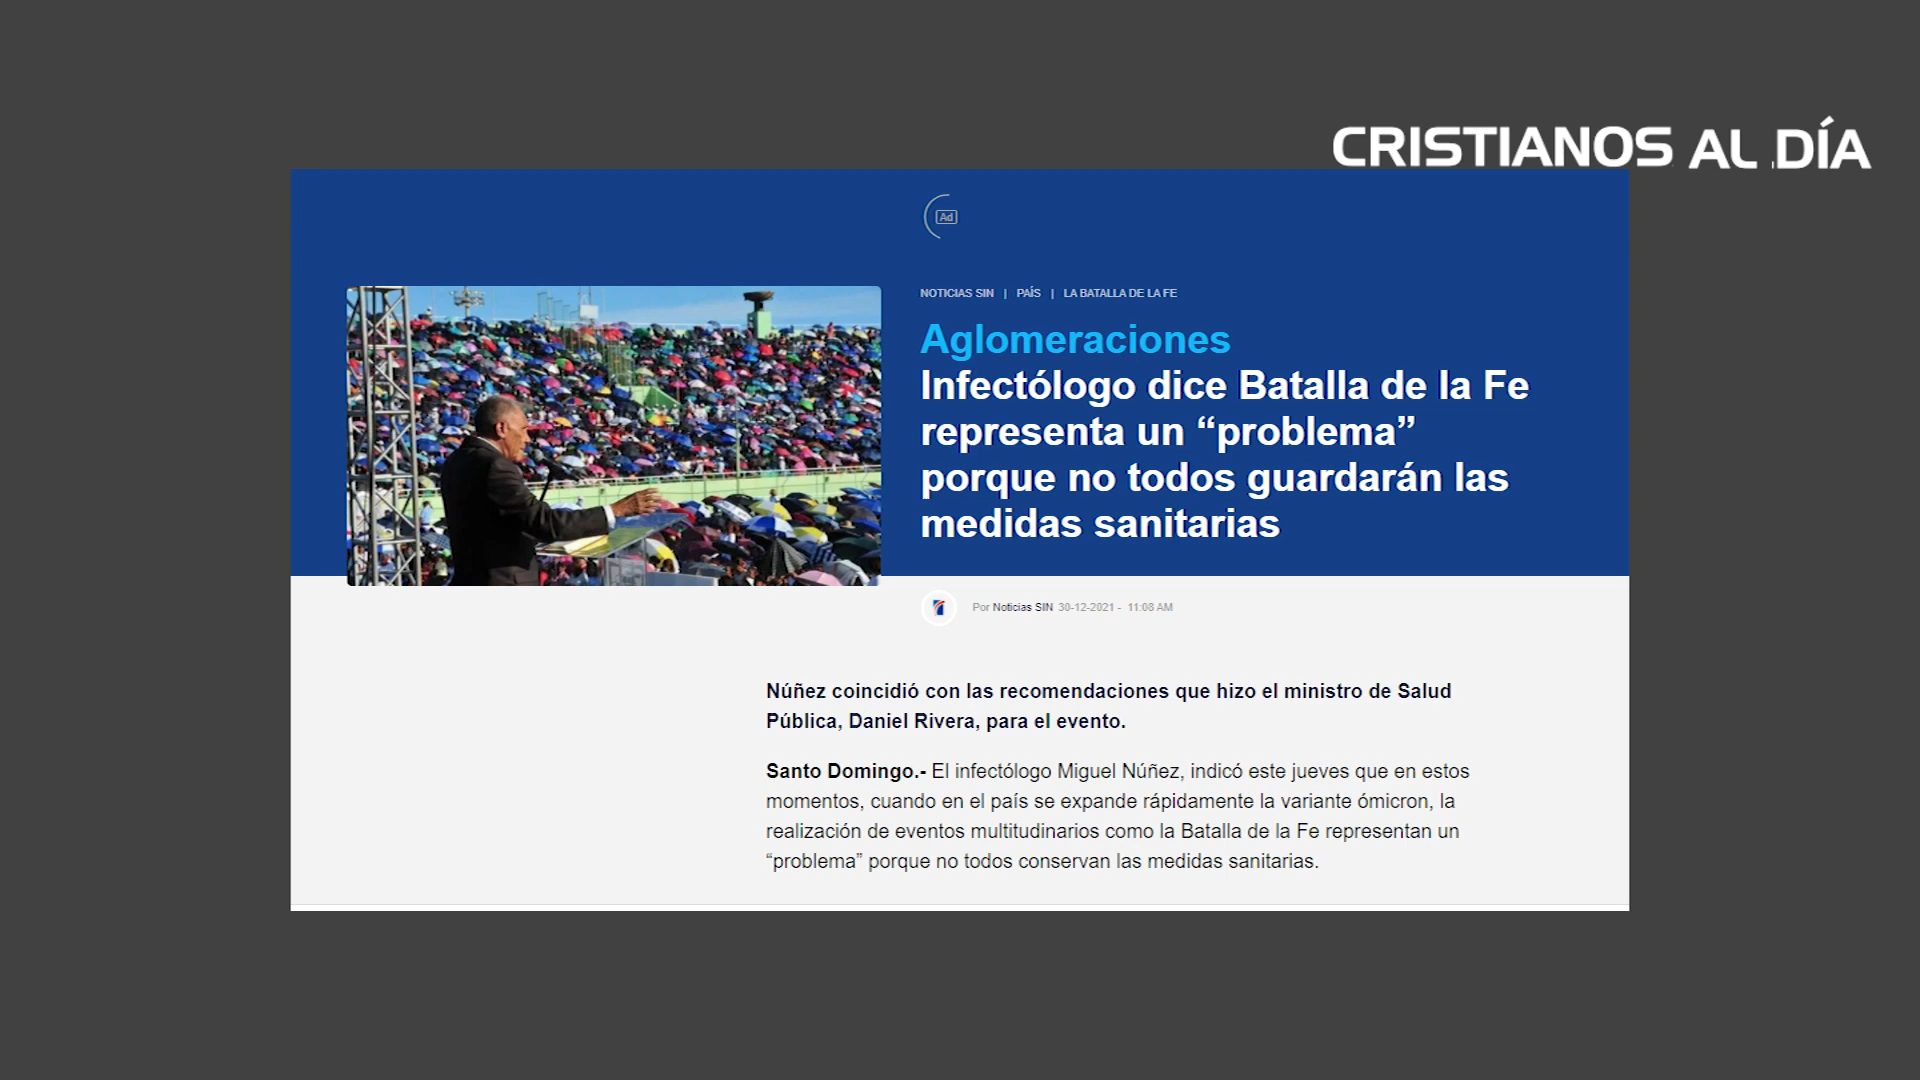 CRISTIANOS AL DÍA
Ad
NOTICIAS SIN | PAÍS | LA BATALLA DE LA FE
Aglomeraciones
Infectólogo dice Batalla de la Fe
representa un “problema”
porque no todos guardarán las
medidas sanitarias
Por Noticias SIN 30-12-2021 - 11:08 AM
Núñez coincidió con las recomendaciones que hizo el ministro de Salud
Pública, Daniel Rivera, para el evento.
Santo Domingo.- El infectólogo Miguel Núñez, indicó este jueves que en estos
momentos, cuando en el país se expande rápidamente la variante ómicron, la
realización de eventos multitudinarios como la Batalla de la Fe representan un
“problema” porque no todos conservan las medidas sanitarias.